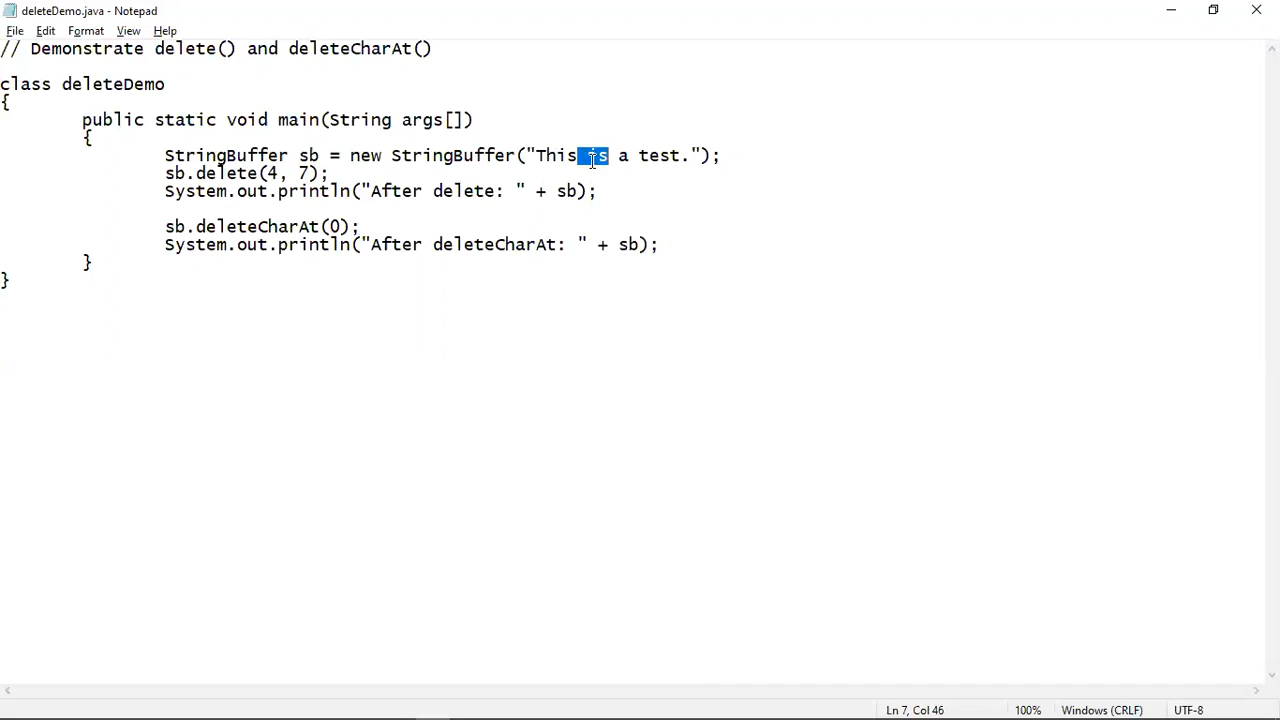 deleteDemo.java - Notepad
File Edit Format View Help
// Demonstrate delete() and deleteCharAt()
class deleteDemo
{
public static void main(String args[])
{
StringBuffer sb = new StringBuffer("This is a test.");
sb.delete(4, 7);
System.out.println("After delete: " + sb);
sb.deleteCharAt(0);
System.out.println("After deleteCharAt: " + sb);
}
}
Ln 7, Col 46 100% Windows (CRLF) UTF-8